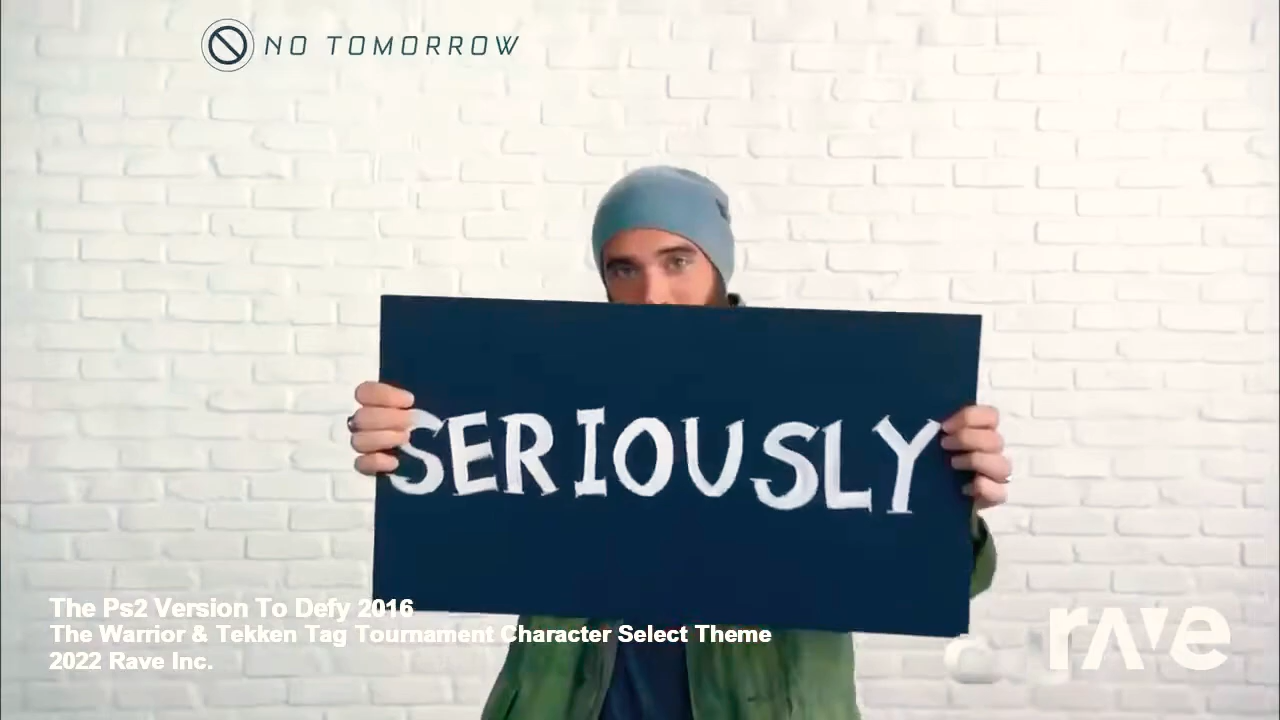 NO TOMORROW
SERIOUSLY
The Ps2 Version To Defy 2016
The Warrior & Tekken Tag Tournament Character Select Theme
2022 Rave Inc.
rave